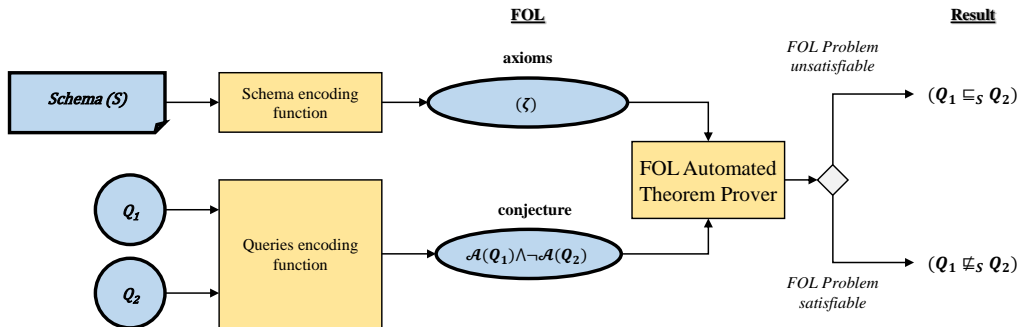 FOL
Result
axioms
FOL Problem
unsatisfiable
Schema (S)
Schema encoding
function
(ζ)
(Q₁ ⊑ₛ Q₂)
FOL Automated
Theorem Prover
Q₁
conjecture
Queries encoding
function
𝒜(Q₁)∧¬𝒜(Q₂)
(Q₁ ⋢ₛ Q₂)
Q₂
FOL Problem
satisfiable